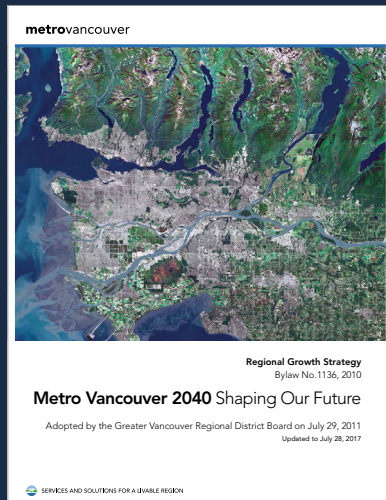 metrovancouver
Regional Growth Strategy
Bylaw No.1136, 2010
Metro Vancouver 2040 Shaping Our Future
Adopted by the Greater Vancouver Regional District Board on July 29, 2011
Updated to July 28, 2017
SERVICES AND SOLUTIONS FOR A LIVABLE REGION